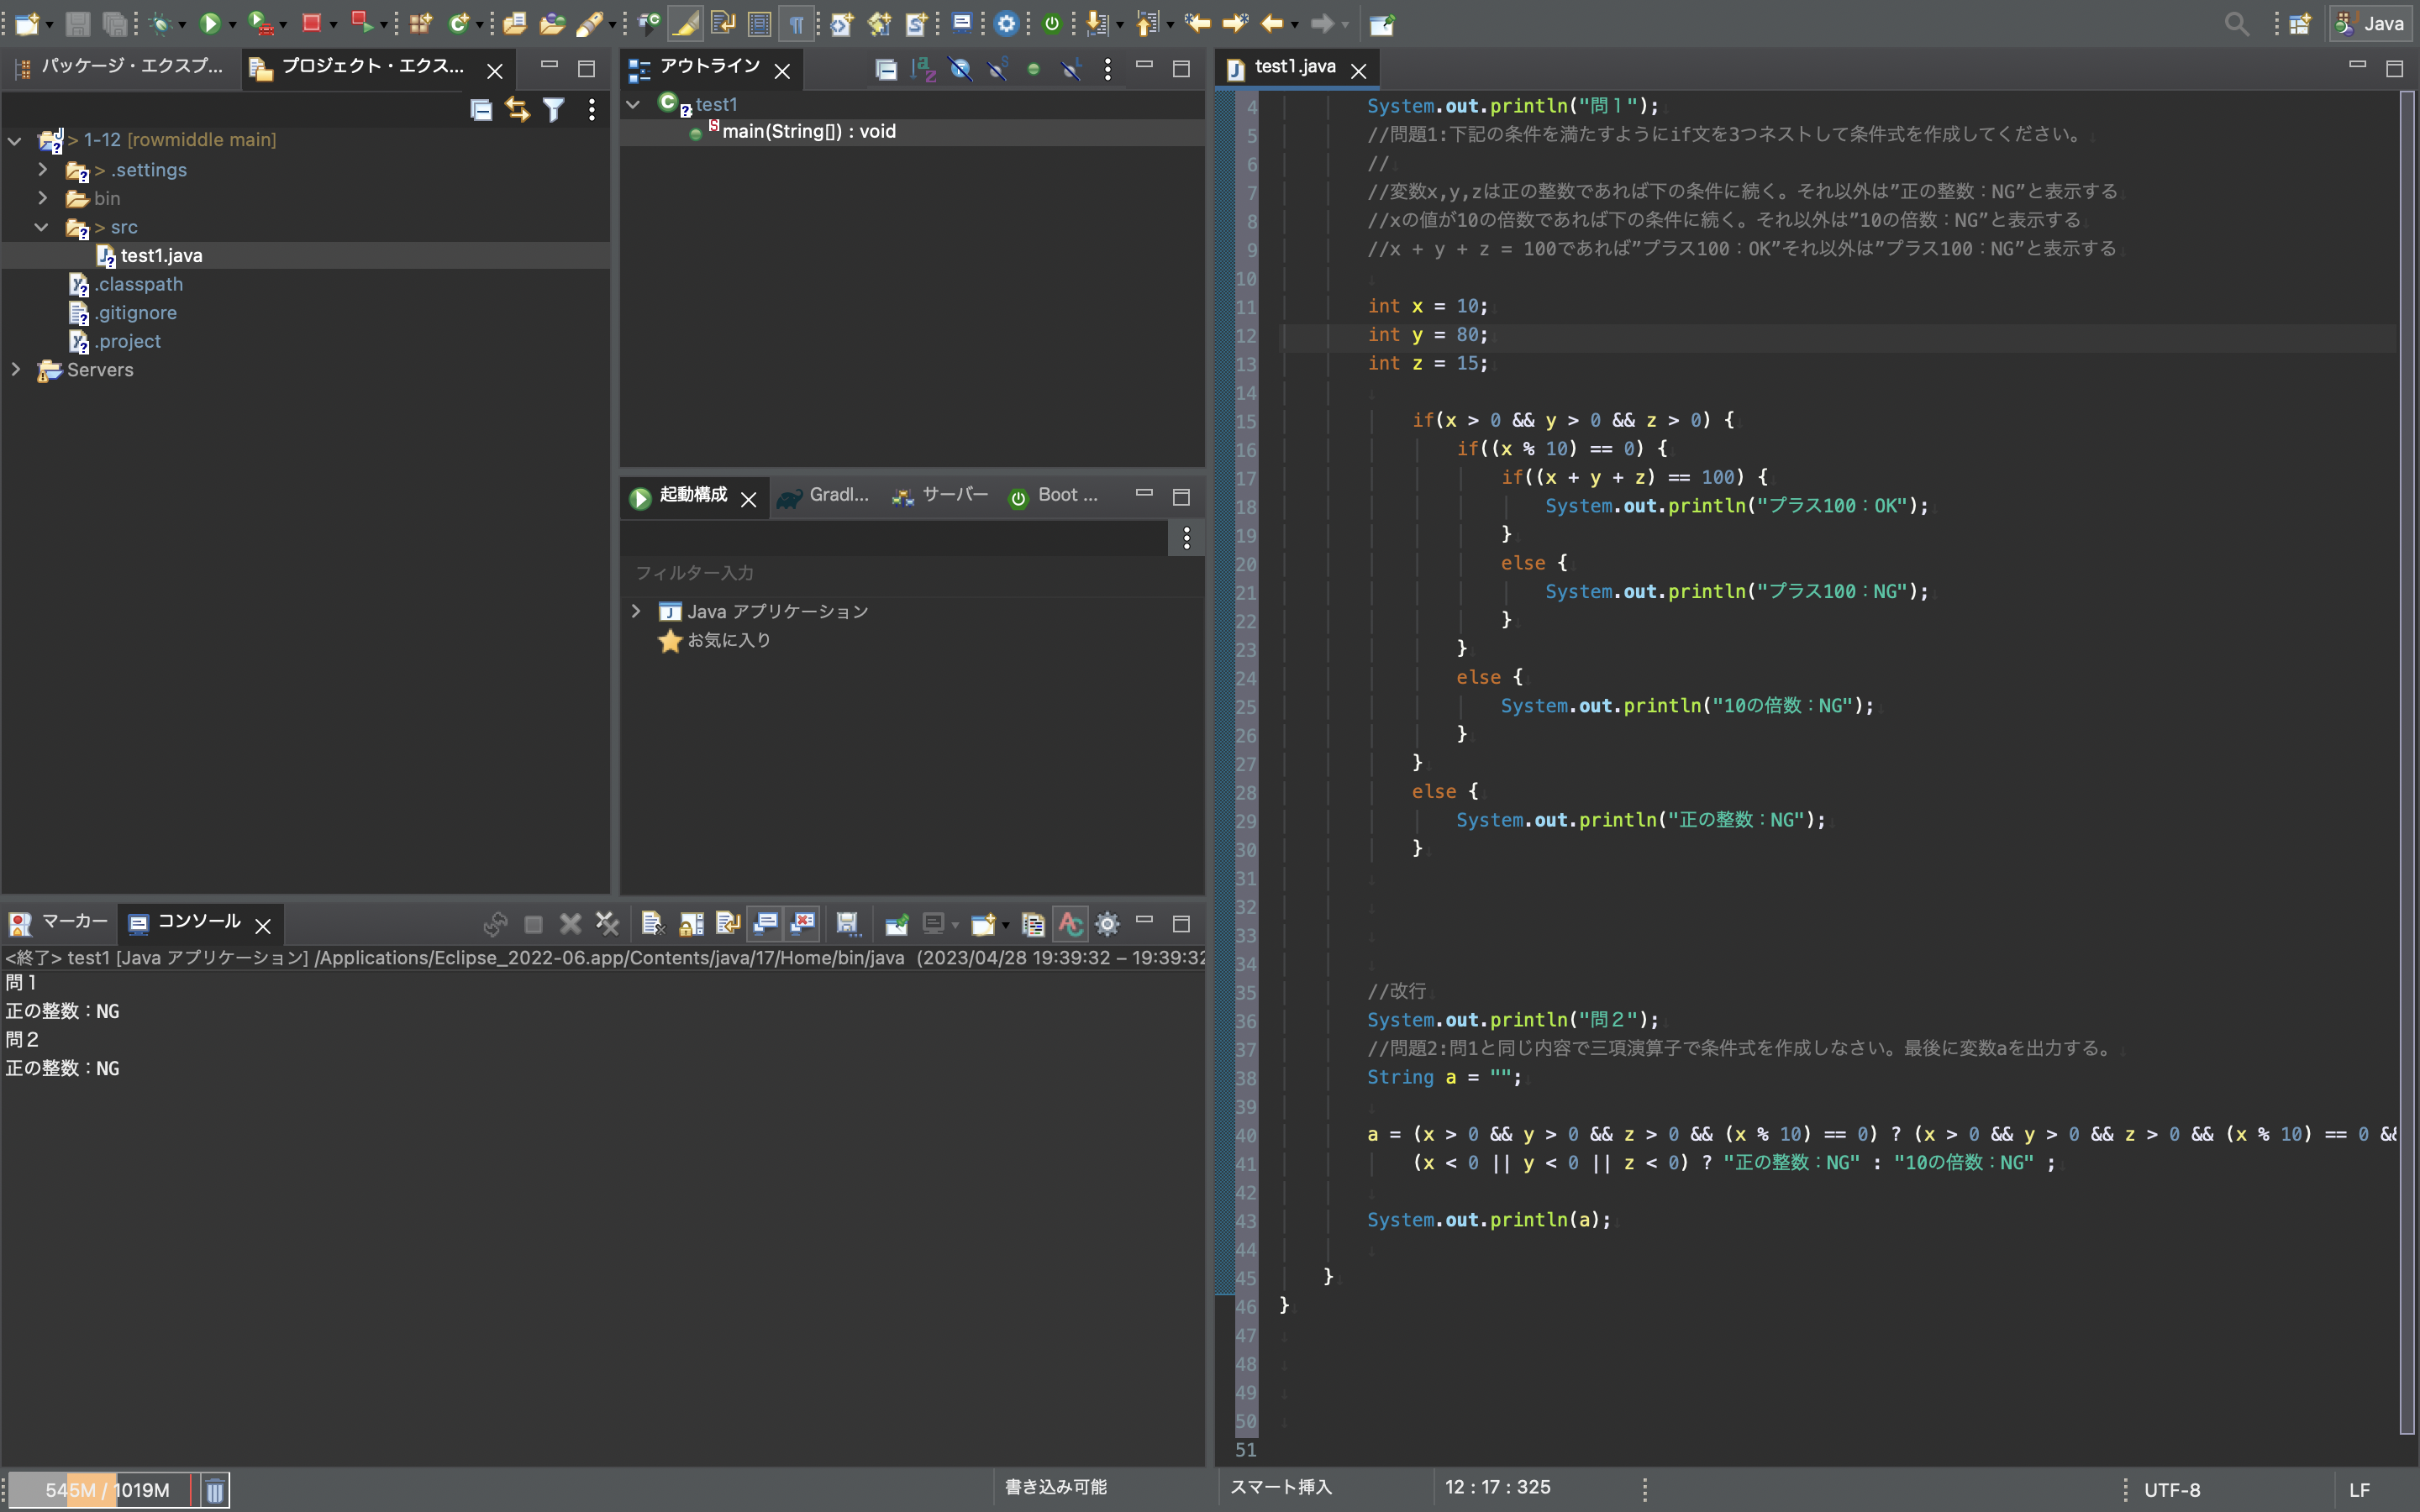 Java
パッケージ・エクスプ...
プロジェクト・エクス...
> 1-12 [rowmiddle main]
> .settings
bin
> src
test1.java
.classpath
.gitignore
.project
Servers
アウトライン
test1
main(String[]) : void
起動構成
Gradl...
サーバー
Boot ...
フィルター入力
Java アプリケーション
お気に入り
マーカー
コンソール
<終了> test1 [Java アプリケーション] /Applications/Eclipse_2022-06.app/Contents/java/17/Home/bin/java  (2023/04/28 19:39:32 – 19:39:32
問１
正の整数：NG
問２
正の整数：NG
test1.java
4 System.out.println("問１");
5 //問題1:下記の条件を満たすようにif文を3つネストして条件式を作成してください。
6 //
7 //変数x,y,zは正の整数であれば下の条件に続く。それ以外は”正の整数：NG”と表示する
8 //xの値が10の倍数であれば下の条件に続く。それ以外は”10の倍数：NG”と表示する
9 //x + y + z = 100であれば”プラス100：OK”それ以外は”プラス100：NG”と表示する
10
11 int x = 10;
12 int y = 80;
13 int z = 15;
14
15 if(x > 0 && y > 0 && z > 0) {
16 if((x % 10) == 0) {
17 if((x + y + z) == 100) {
18 System.out.println("プラス100：OK");
19 }
20 else {
21 System.out.println("プラス100：NG");
22 }
23 }
24 else {
25 System.out.println("10の倍数：NG");
26 }
27 }
28 else {
29 System.out.println("正の整数：NG");
30 }
31
32
33
34
35 //改行
36 System.out.println("問２");
37 //問題2:問1と同じ内容で三項演算子で条件式を作成しなさい。最後に変数aを出力する。
38 String a = "";
39
40 a = (x > 0 && y > 0 && z > 0 && (x % 10) == 0) ? (x > 0 && y > 0 && z > 0 && (x % 10) == 0 &&
41 (x < 0 || y < 0 || z < 0) ? "正の整数：NG" : "10の倍数：NG" ;
42
43 System.out.println(a);
44
45 }
46 }
47
48
49
50
51
545M / 1019M
書き込み可能
スマート挿入
12 : 17 : 325
UTF-8
LF